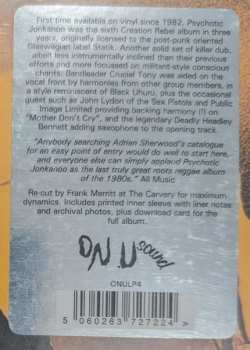 First time available on vinyl since 1982, Psychotic
Jonkanoo was the sixth Creation Rebel album in three
years, originally licensed to the post-punk oriented
Glaswegian label Statik. Another solid set of killer dub,
albeit less instrumentally inclined than their previous
efforts and more focussed on militant-style conscious
chants. Bandleader Crucial Tony was aided on the
vocal front by harmonies from other group members, in
a style reminiscent of Black Uhuru, plus the occasional
guest such as John Lydon of the Sex Pistols and Public
Image Limited providing backing harmony (!) on
"Mother Don't Cry", and the legendary Deadly Headley
Bennett adding saxophone to the opening track.
"Anybody searching Adrian Sherwood's catalogue
for an easy point of entry would do well to start here,
and everyone else can simply applaud Psychotic
Jonkanoo as the last truly great roots reggae album
of the 1980s." All Music
Re-cut by Frank Merritt at The Carvery for maximum
dynamics. Includes printed inner sleeve with liner notes
and archival photos, plus download card for the
full album.
ON U sound
ONULP4
5 060263 727224 >